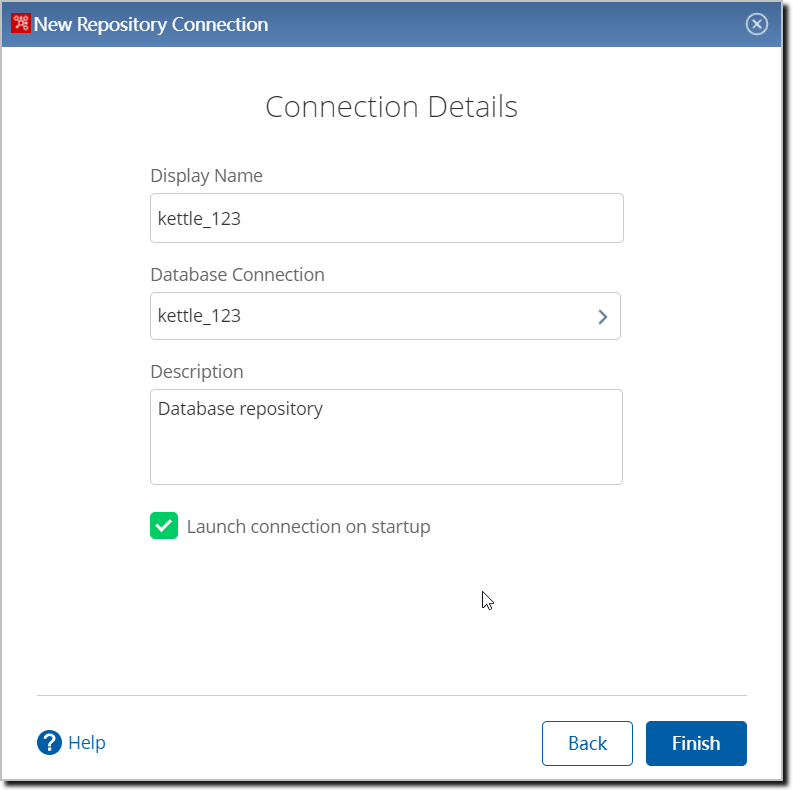 New Repository Connection
Connection Details
Display Name
kettle_123
Database Connection
kettle_123
Description
Database repository
Launch connection on startup
? Help
Back
Finish